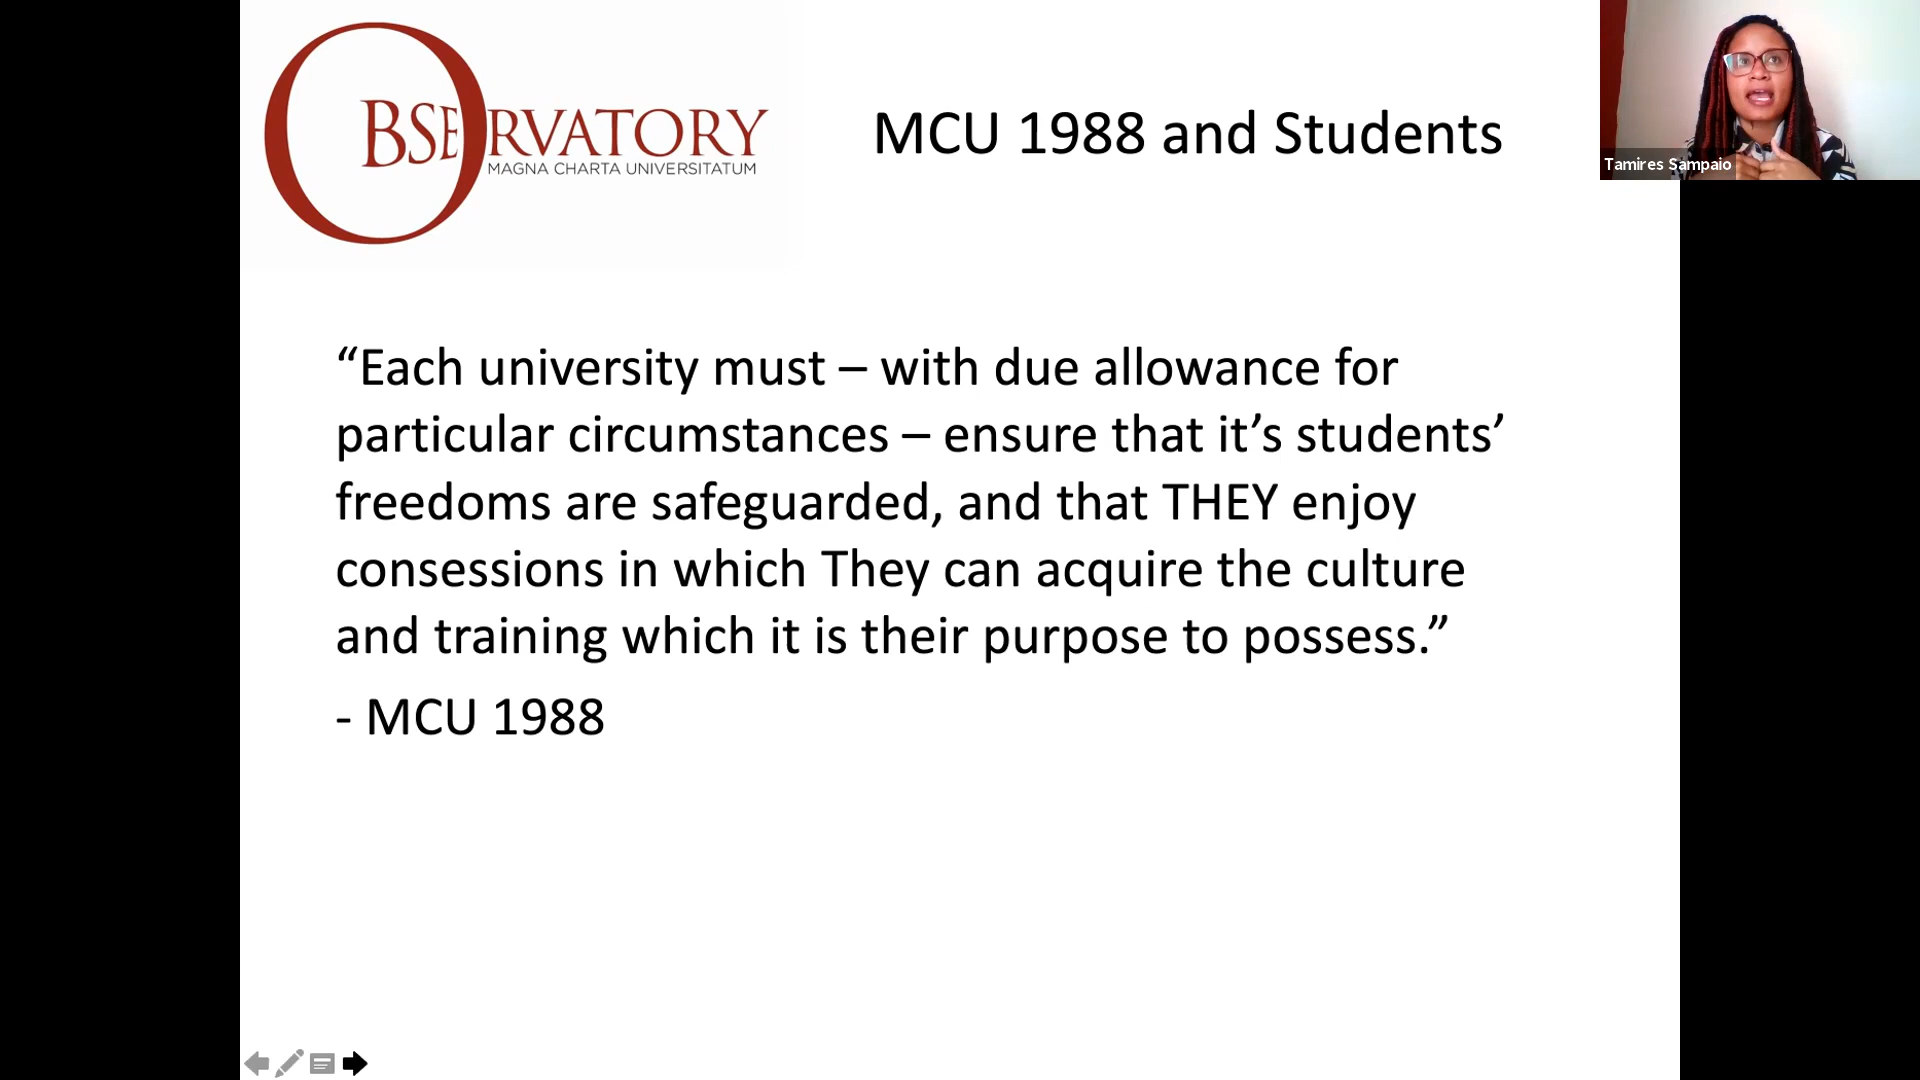 OBSERVATORY
MAGNA CHARTA UNIVERSITATUM
MCU 1988 and Students
Tamires Sampaio
“Each university must – with due allowance for
particular circumstances – ensure that it’s students’
freedoms are safeguarded, and that THEY enjoy
consessions in which They can acquire the culture
and training which it is their purpose to possess.”
- MCU 1988